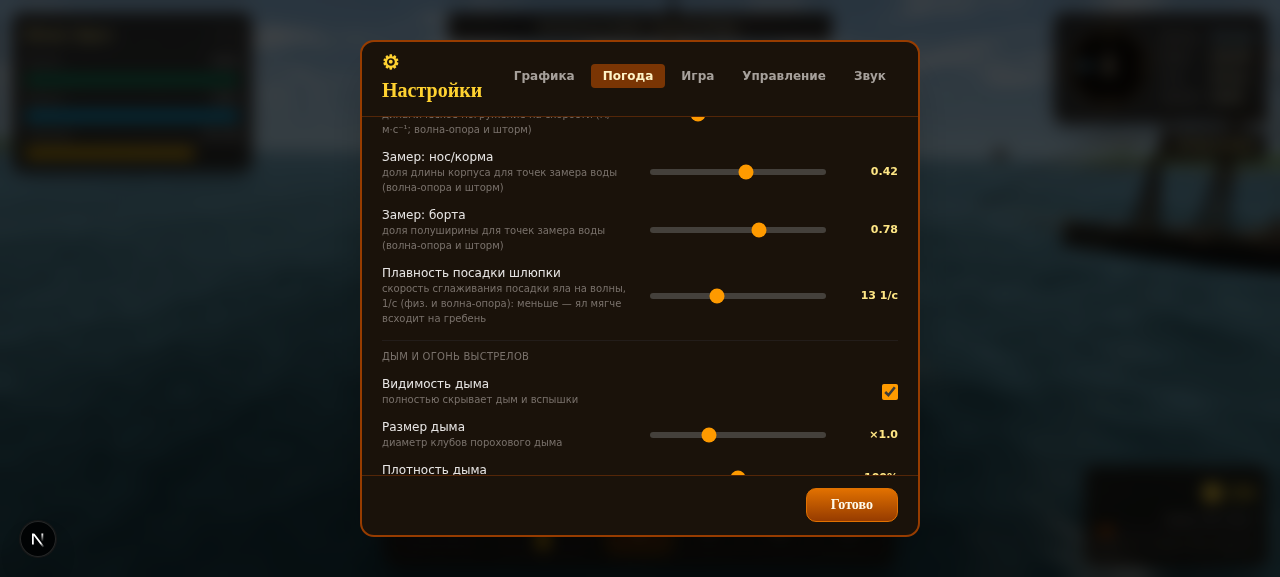 ⚙
Настройки
Графика
Погода
Игра
Управление
Звук
м·с⁻¹; волна-опора и шторм)
Замер: нос/корма
доля длины корпуса для точек замера воды
(волна-опора и шторм)
0.42
Замер: борта
доля полуширины для точек замера воды
(волна-опора и шторм)
0.78
Плавность посадки шлюпки
скорость сглаживания посадки яла на волны,
1/с (физ. и волна-опора): меньше — ял мягче
всходит на гребень
13 1/с
ДЫМ И ОГОНЬ ВЫСТРЕЛОВ
Видимость дыма
полностью скрывает дым и вспышки
Размер дыма
диаметр клубов порохового дыма
×1.0
Плотность дыма
100%
Готово
N